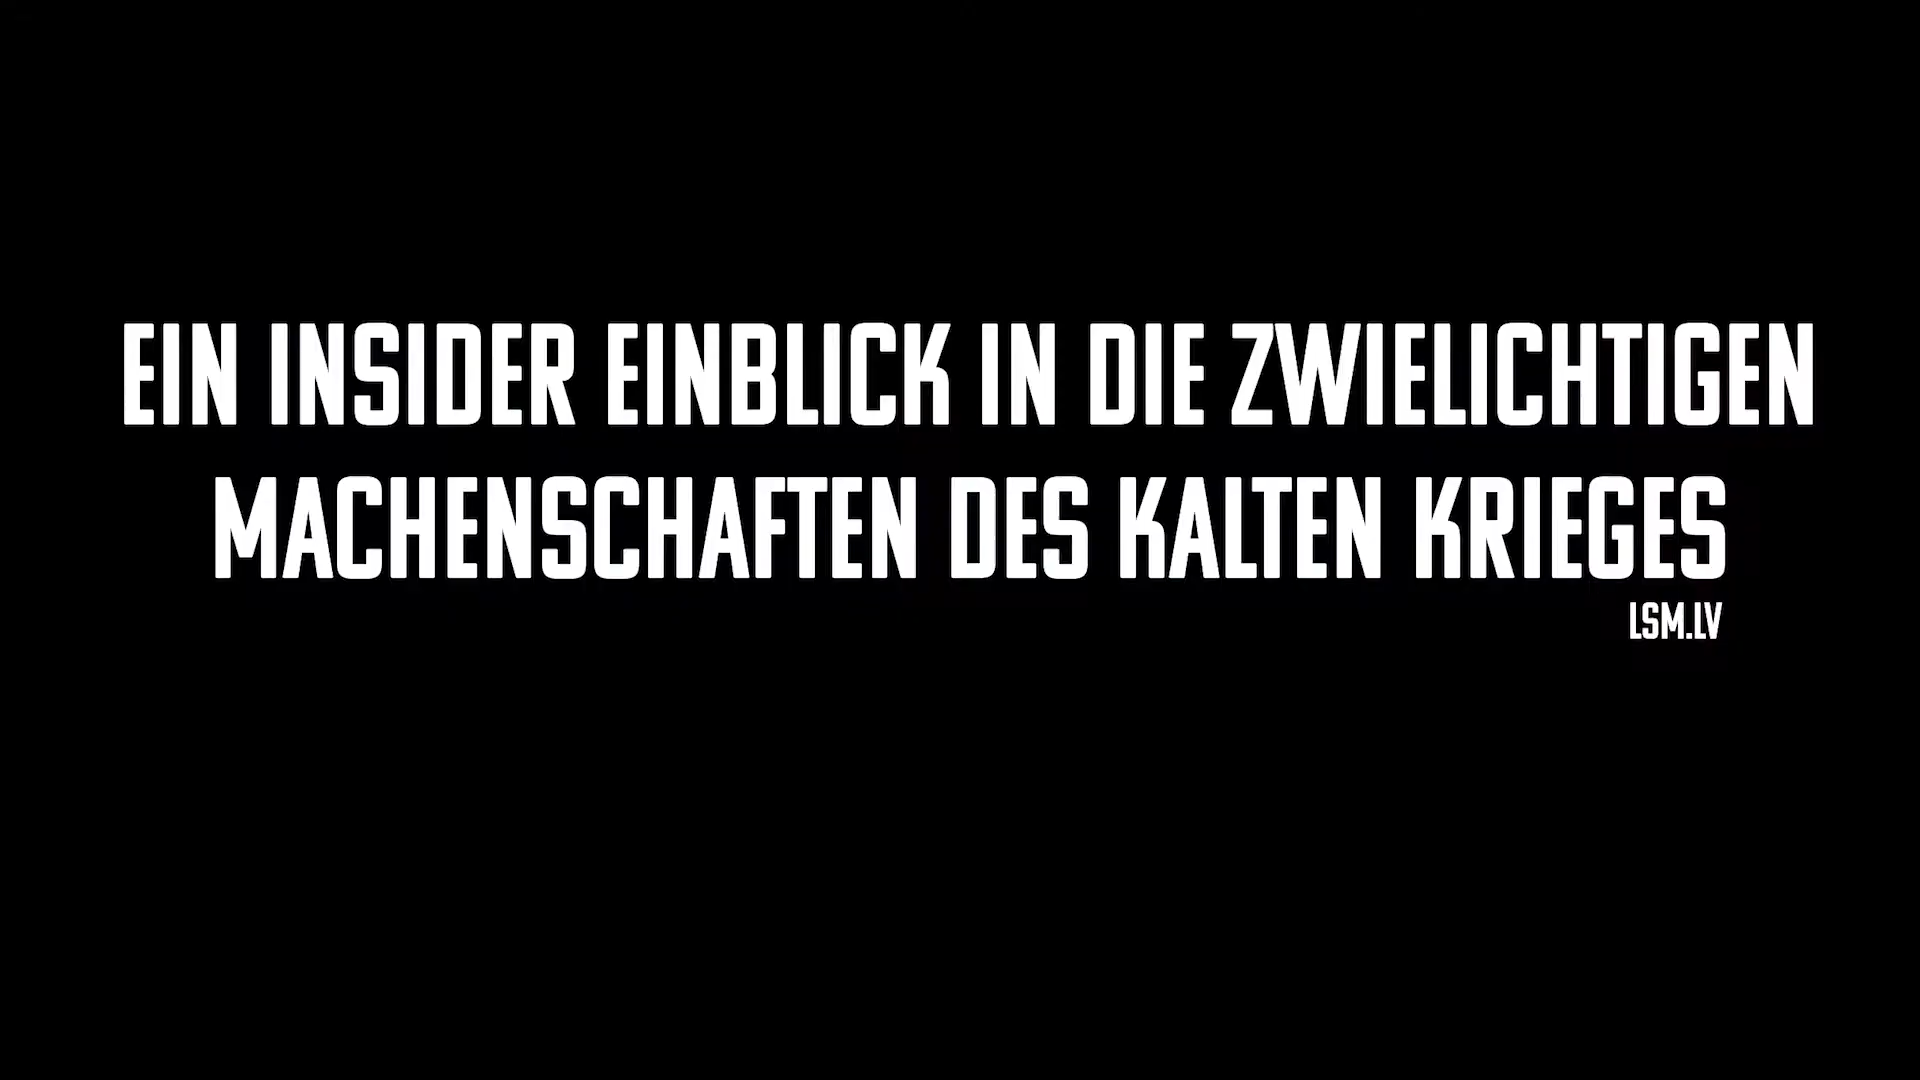 EIN INSIDER EINBLICK IN DIE ZWIELICHTIGEN
MACHENSCHAFTEN DES KALTEN KRIEGES
LSM.LV